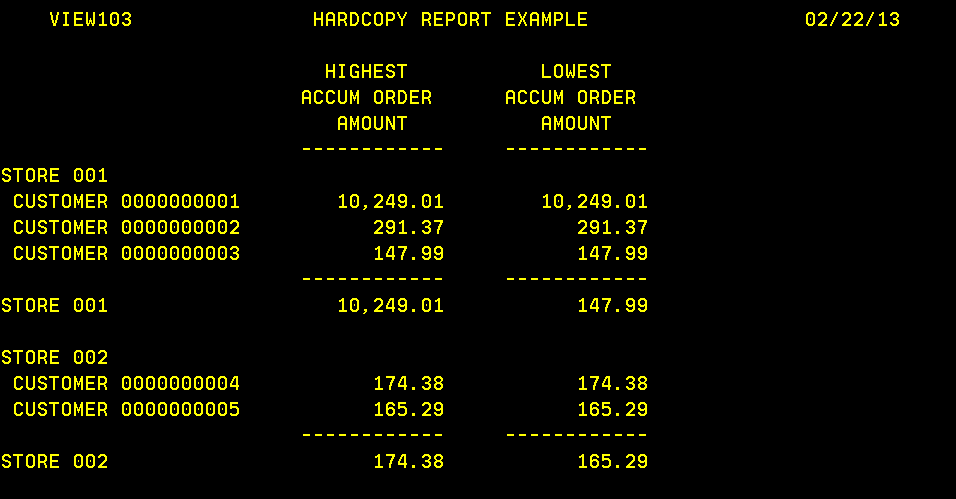 VIEW103 HARDCOPY REPORT EXAMPLE 02/22/13
HIGHEST LOWEST
ACCUM ORDER ACCUM ORDER
AMOUNT AMOUNT
------------ ------------
STORE 001
CUSTOMER 0000000001 10,249.01 10,249.01
CUSTOMER 0000000002 291.37 291.37
CUSTOMER 0000000003 147.99 147.99
------------ ------------
STORE 001 10,249.01 147.99
STORE 002
CUSTOMER 0000000004 174.38 174.38
CUSTOMER 0000000005 165.29 165.29
------------ ------------
STORE 002 174.38 165.29